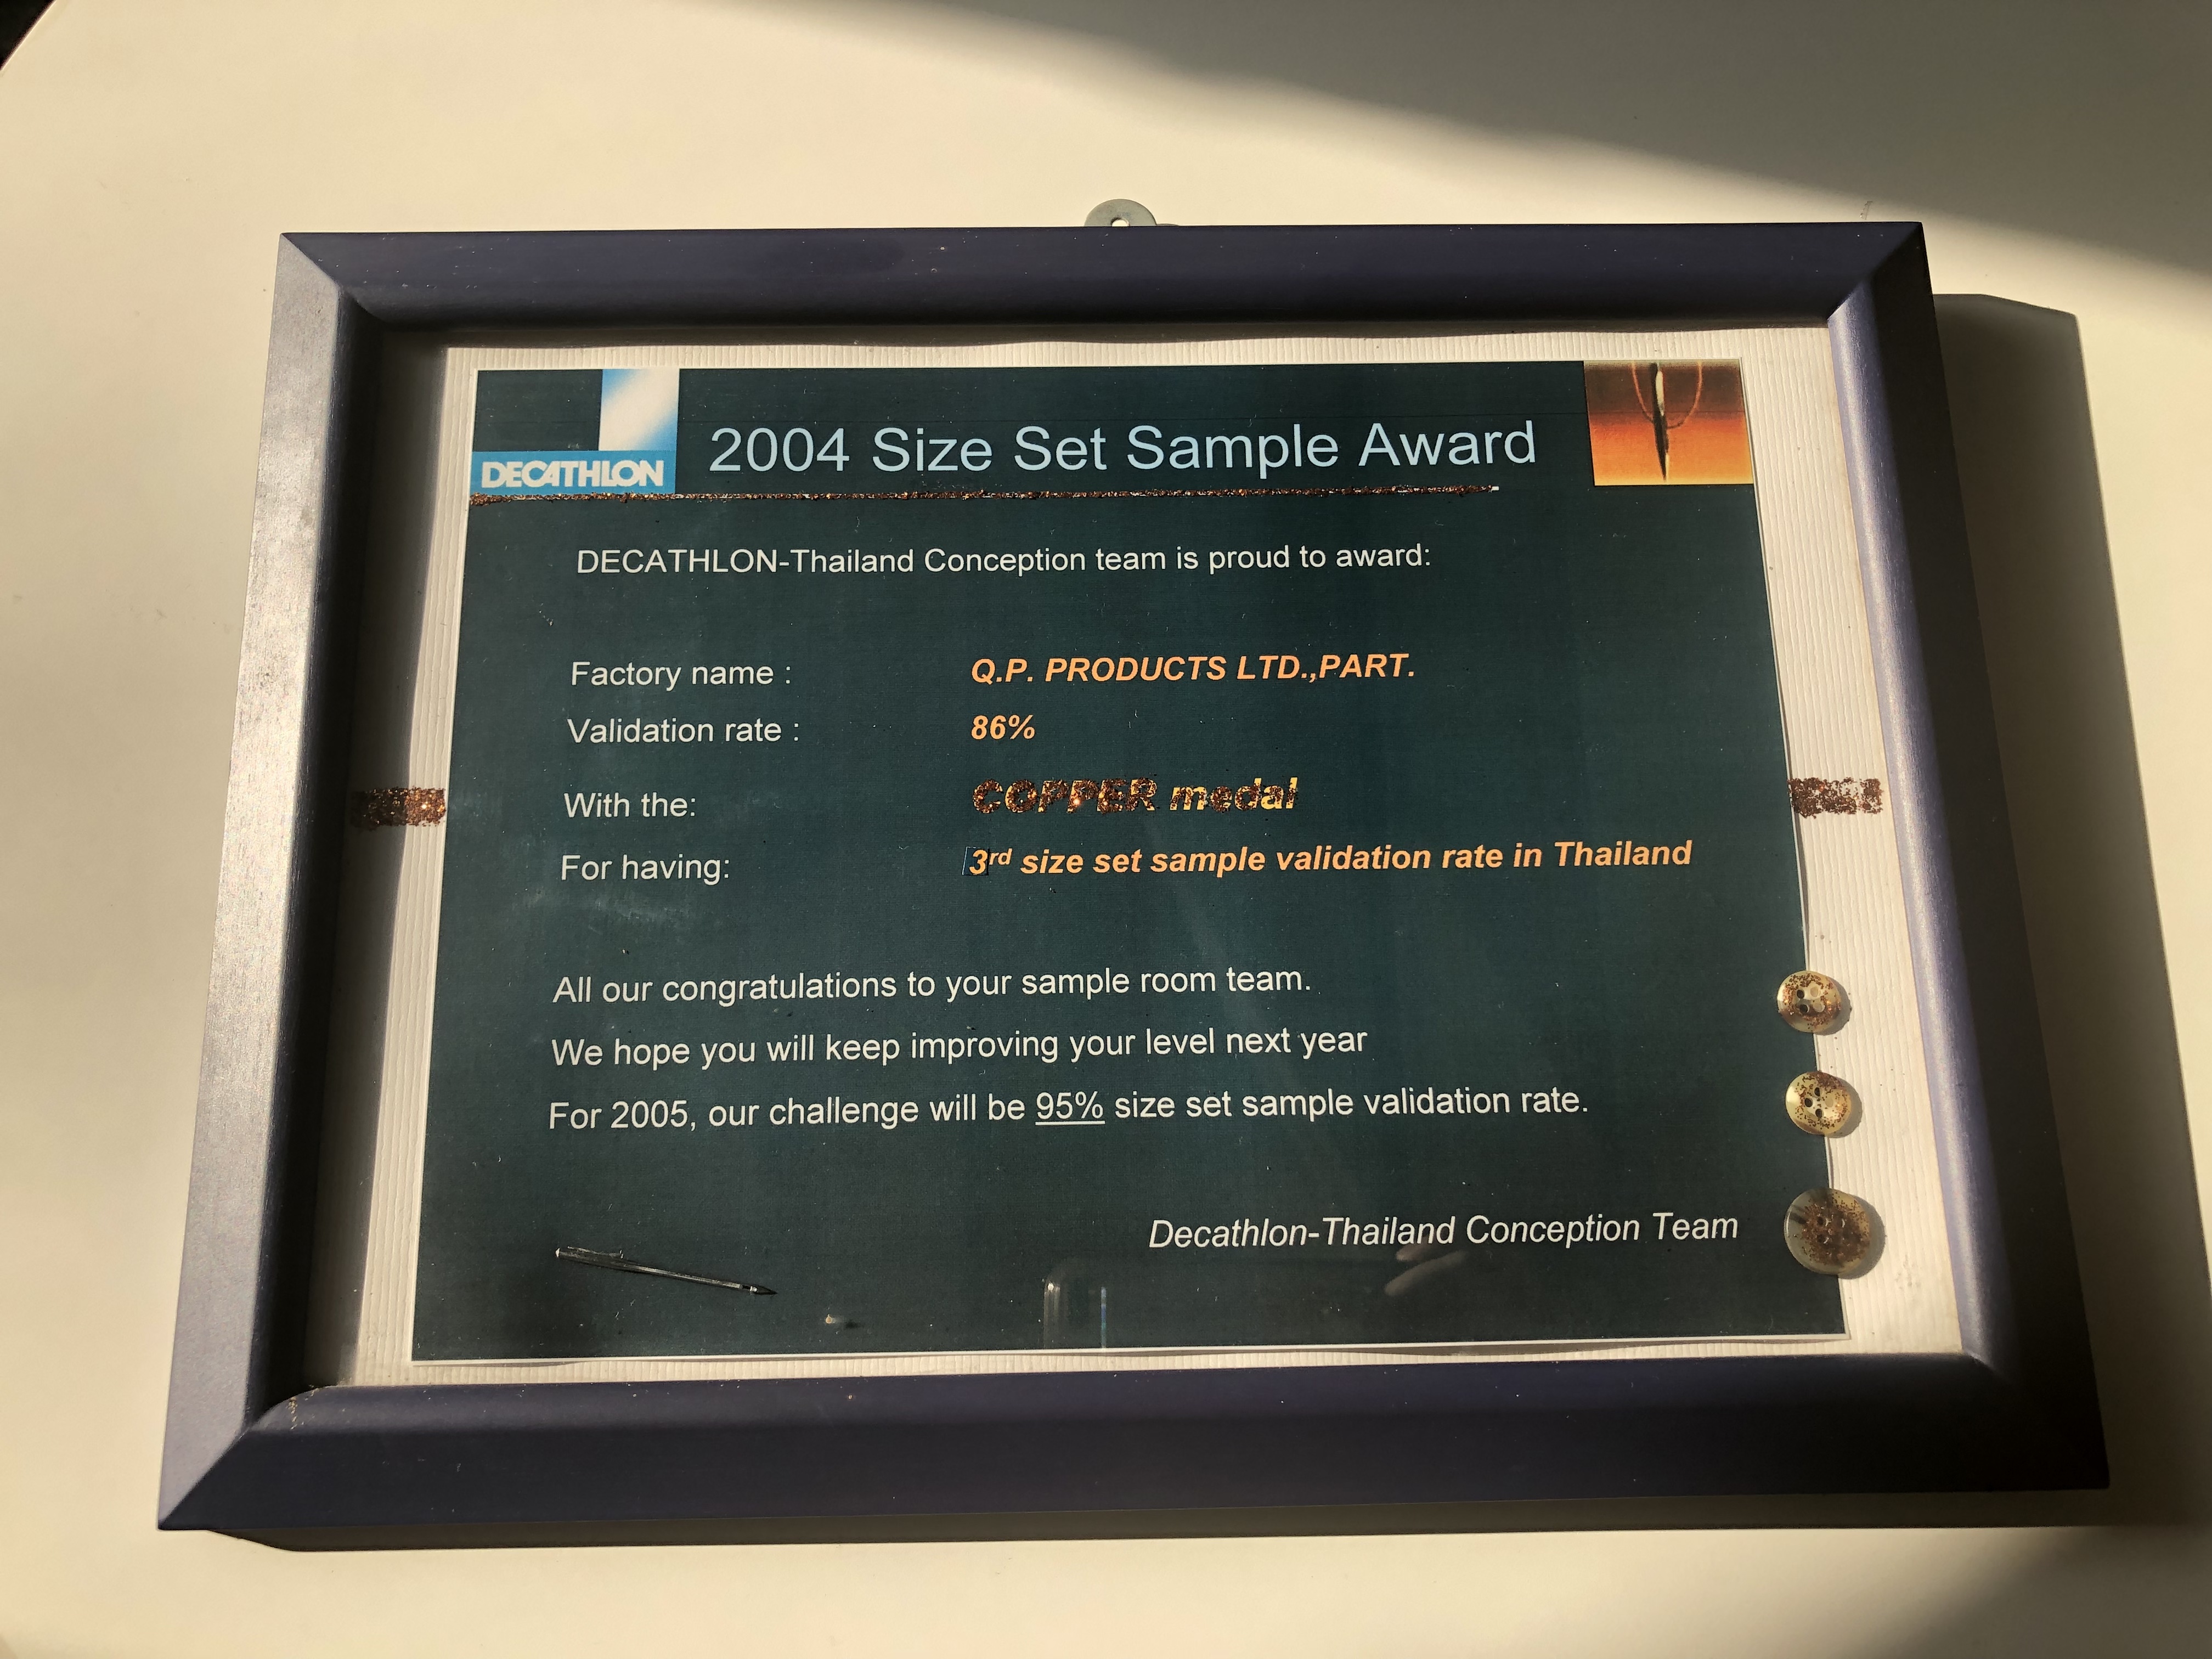 DECATHLON
2004 Size Set Sample Award
DECATHLON-Thailand Conception team is proud to award:
Factory name : Q.P. PRODUCTS LTD.,PART.
Validation rate : 86%
With the: COPPER medal
For having: 3rd size set sample validation rate in Thailand
All our congratulations to your sample room team.
We hope you will keep improving your level next year
For 2005, our challenge will be 95% size set sample validation rate.
Decathlon-Thailand Conception Team